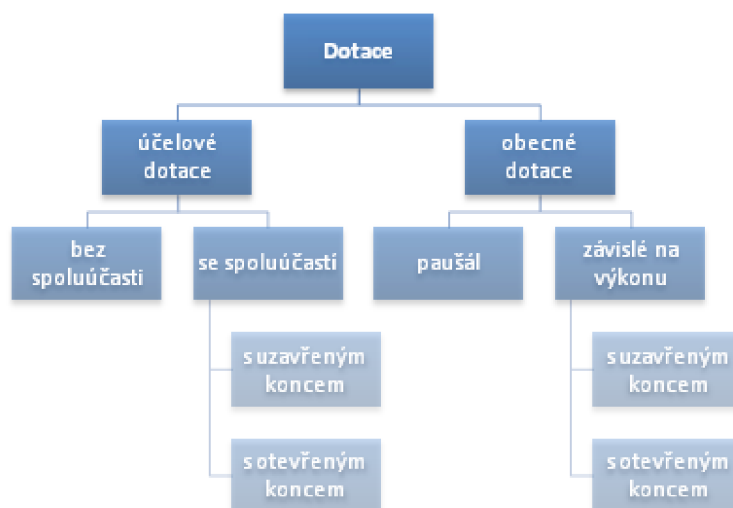 Dotace
účelové
dotace
obecné
dotace
bez
spoluúčasti
se spoluúčastí
paušál
závislé na
výkonu
s uzavřeným
koncem
s uzavřeným
koncem
s otevřeným
koncem
s otevřeným
koncem